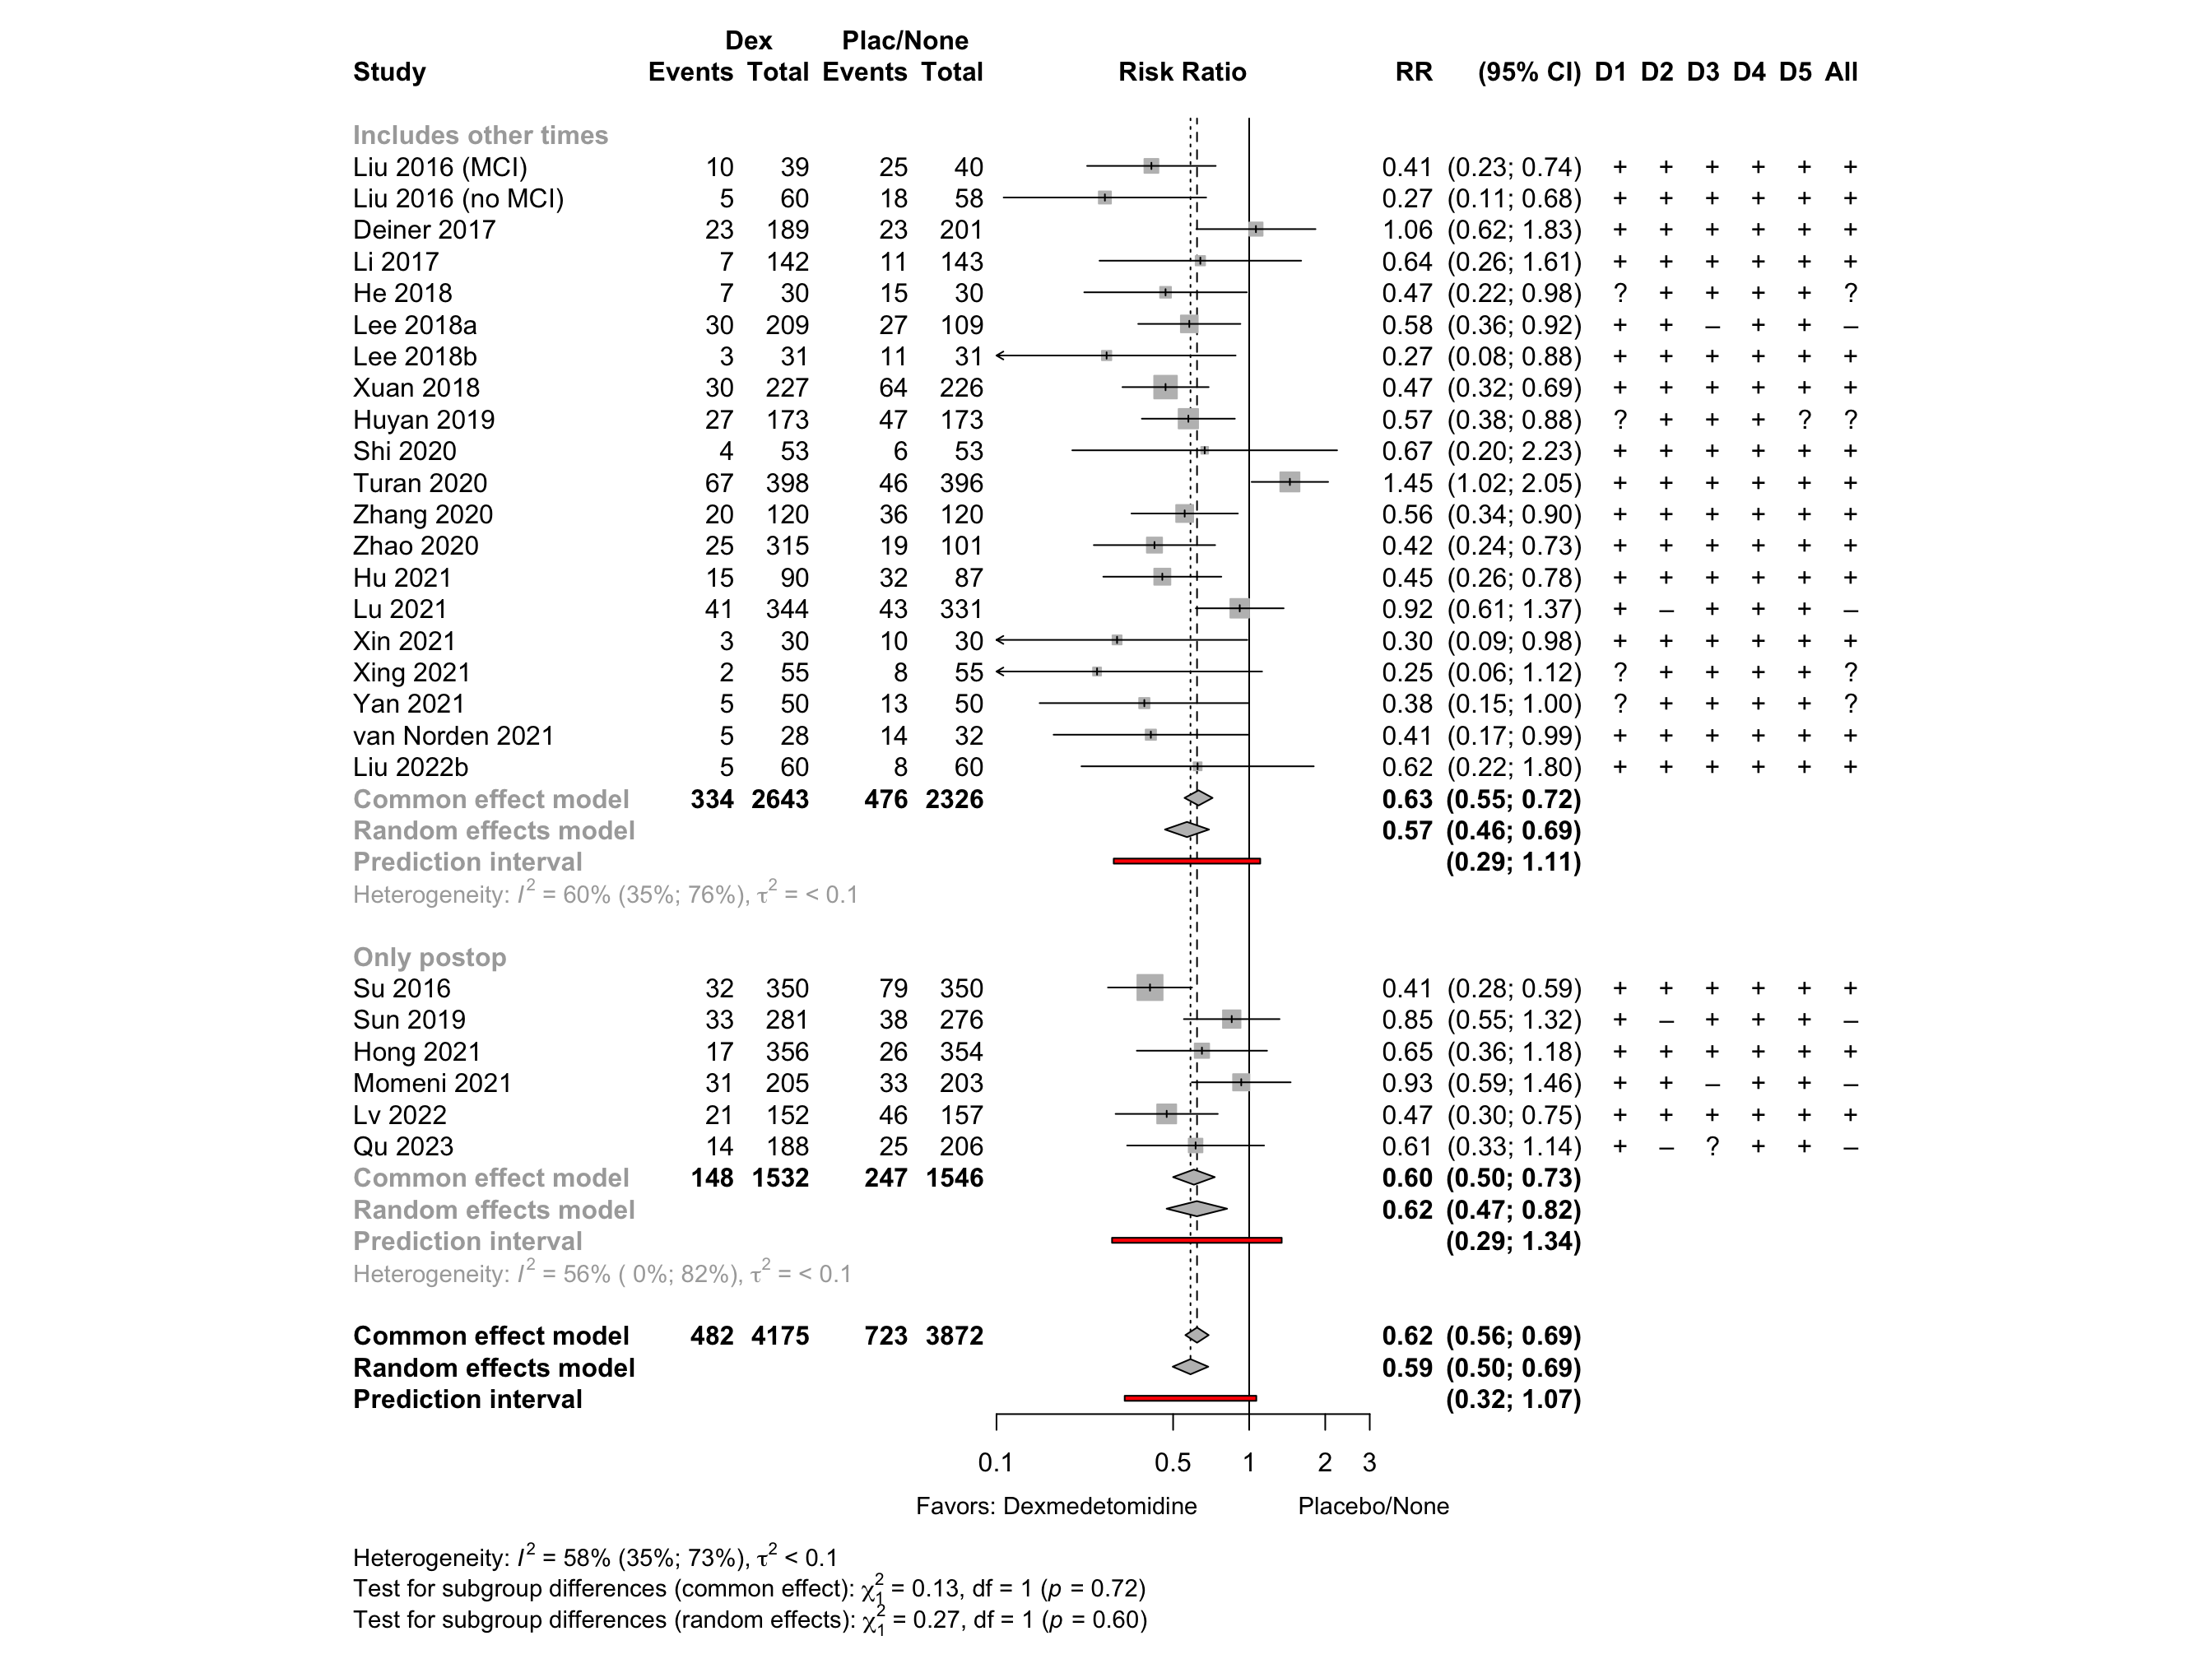 Dex Plac/None
Study Events Total Events Total Risk Ratio RR (95% CI) D1 D2 D3 D4 D5 All
Includes other times
Liu 2016 (MCI) 10 39 25 40 0.41 (0.23; 0.74) + + + + + +
Liu 2016 (no MCI) 5 60 18 58 0.27 (0.11; 0.68) + + + + + +
Deiner 2017 23 189 23 201 1.06 (0.62; 1.83) + + + + + +
Li 2017 7 142 11 143 0.64 (0.26; 1.61) + + + + + +
He 2018 7 30 15 30 0.47 (0.22; 0.98) ? + + + + ?
Lee 2018a 30 209 27 109 0.58 (0.36; 0.92) + + – + + –
Lee 2018b 3 31 11 31 0.27 (0.08; 0.88) + + + + + +
Xuan 2018 30 227 64 226 0.47 (0.32; 0.69) + + + + + +
Huyan 2019 27 173 47 173 0.57 (0.38; 0.88) ? + + + ? ?
Shi 2020 4 53 6 53 0.67 (0.20; 2.23) + + + + + +
Turan 2020 67 398 46 396 1.45 (1.02; 2.05) + + + + + +
Zhang 2020 20 120 36 120 0.56 (0.34; 0.90) + + + + + +
Zhao 2020 25 315 19 101 0.42 (0.24; 0.73) + + + + + +
Hu 2021 15 90 32 87 0.45 (0.26; 0.78) + + + + + +
Lu 2021 41 344 43 331 0.92 (0.61; 1.37) + – + + + –
Xin 2021 3 30 10 30 0.30 (0.09; 0.98) + + + + + +
Xing 2021 2 55 8 55 0.25 (0.06; 1.12) ? + + + + ?
Yan 2021 5 50 13 50 0.38 (0.15; 1.00) ? + + + + ?
van Norden 2021 5 28 14 32 0.41 (0.17; 0.99) + + + + + +
Liu 2022b 5 60 8 60 0.62 (0.22; 1.80) + + + + + +
Common effect model 334 2643 476 2326 0.63 (0.55; 0.72)
Random effects model 0.57 (0.46; 0.69)
Prediction interval (0.29; 1.11)
Heterogeneity: I² = 60% (35%; 76%), τ² = < 0.1
Only postop
Su 2016 32 350 79 350 0.41 (0.28; 0.59) + + + + + +
Sun 2019 33 281 38 276 0.85 (0.55; 1.32) + – + + + –
Hong 2021 17 356 26 354 0.65 (0.36; 1.18) + + + + + +
Momeni 2021 31 205 33 203 0.93 (0.59; 1.46) + + – + + –
Lv 2022 21 152 46 157 0.47 (0.30; 0.75) + + + + + +
Qu 2023 14 188 25 206 0.61 (0.33; 1.14) + – ? + + –
Common effect model 148 1532 247 1546 0.60 (0.50; 0.73)
Random effects model 0.62 (0.47; 0.82)
Prediction interval (0.29; 1.34)
Heterogeneity: I² = 56% ( 0%; 82%), τ² = < 0.1
Common effect model 482 4175 723 3872 0.62 (0.56; 0.69)
Random effects model 0.59 (0.50; 0.69)
Prediction interval (0.32; 1.07)
0.1 0.5 1 2 3
Favors: Dexmedetomidine Placebo/None
Heterogeneity: I² = 58% (35%; 73%), τ² < 0.1
Test for subgroup differences (common effect): χ₁² = 0.13, df = 1 (p = 0.72)
Test for subgroup differences (random effects): χ₁² = 0.27, df = 1 (p = 0.60)